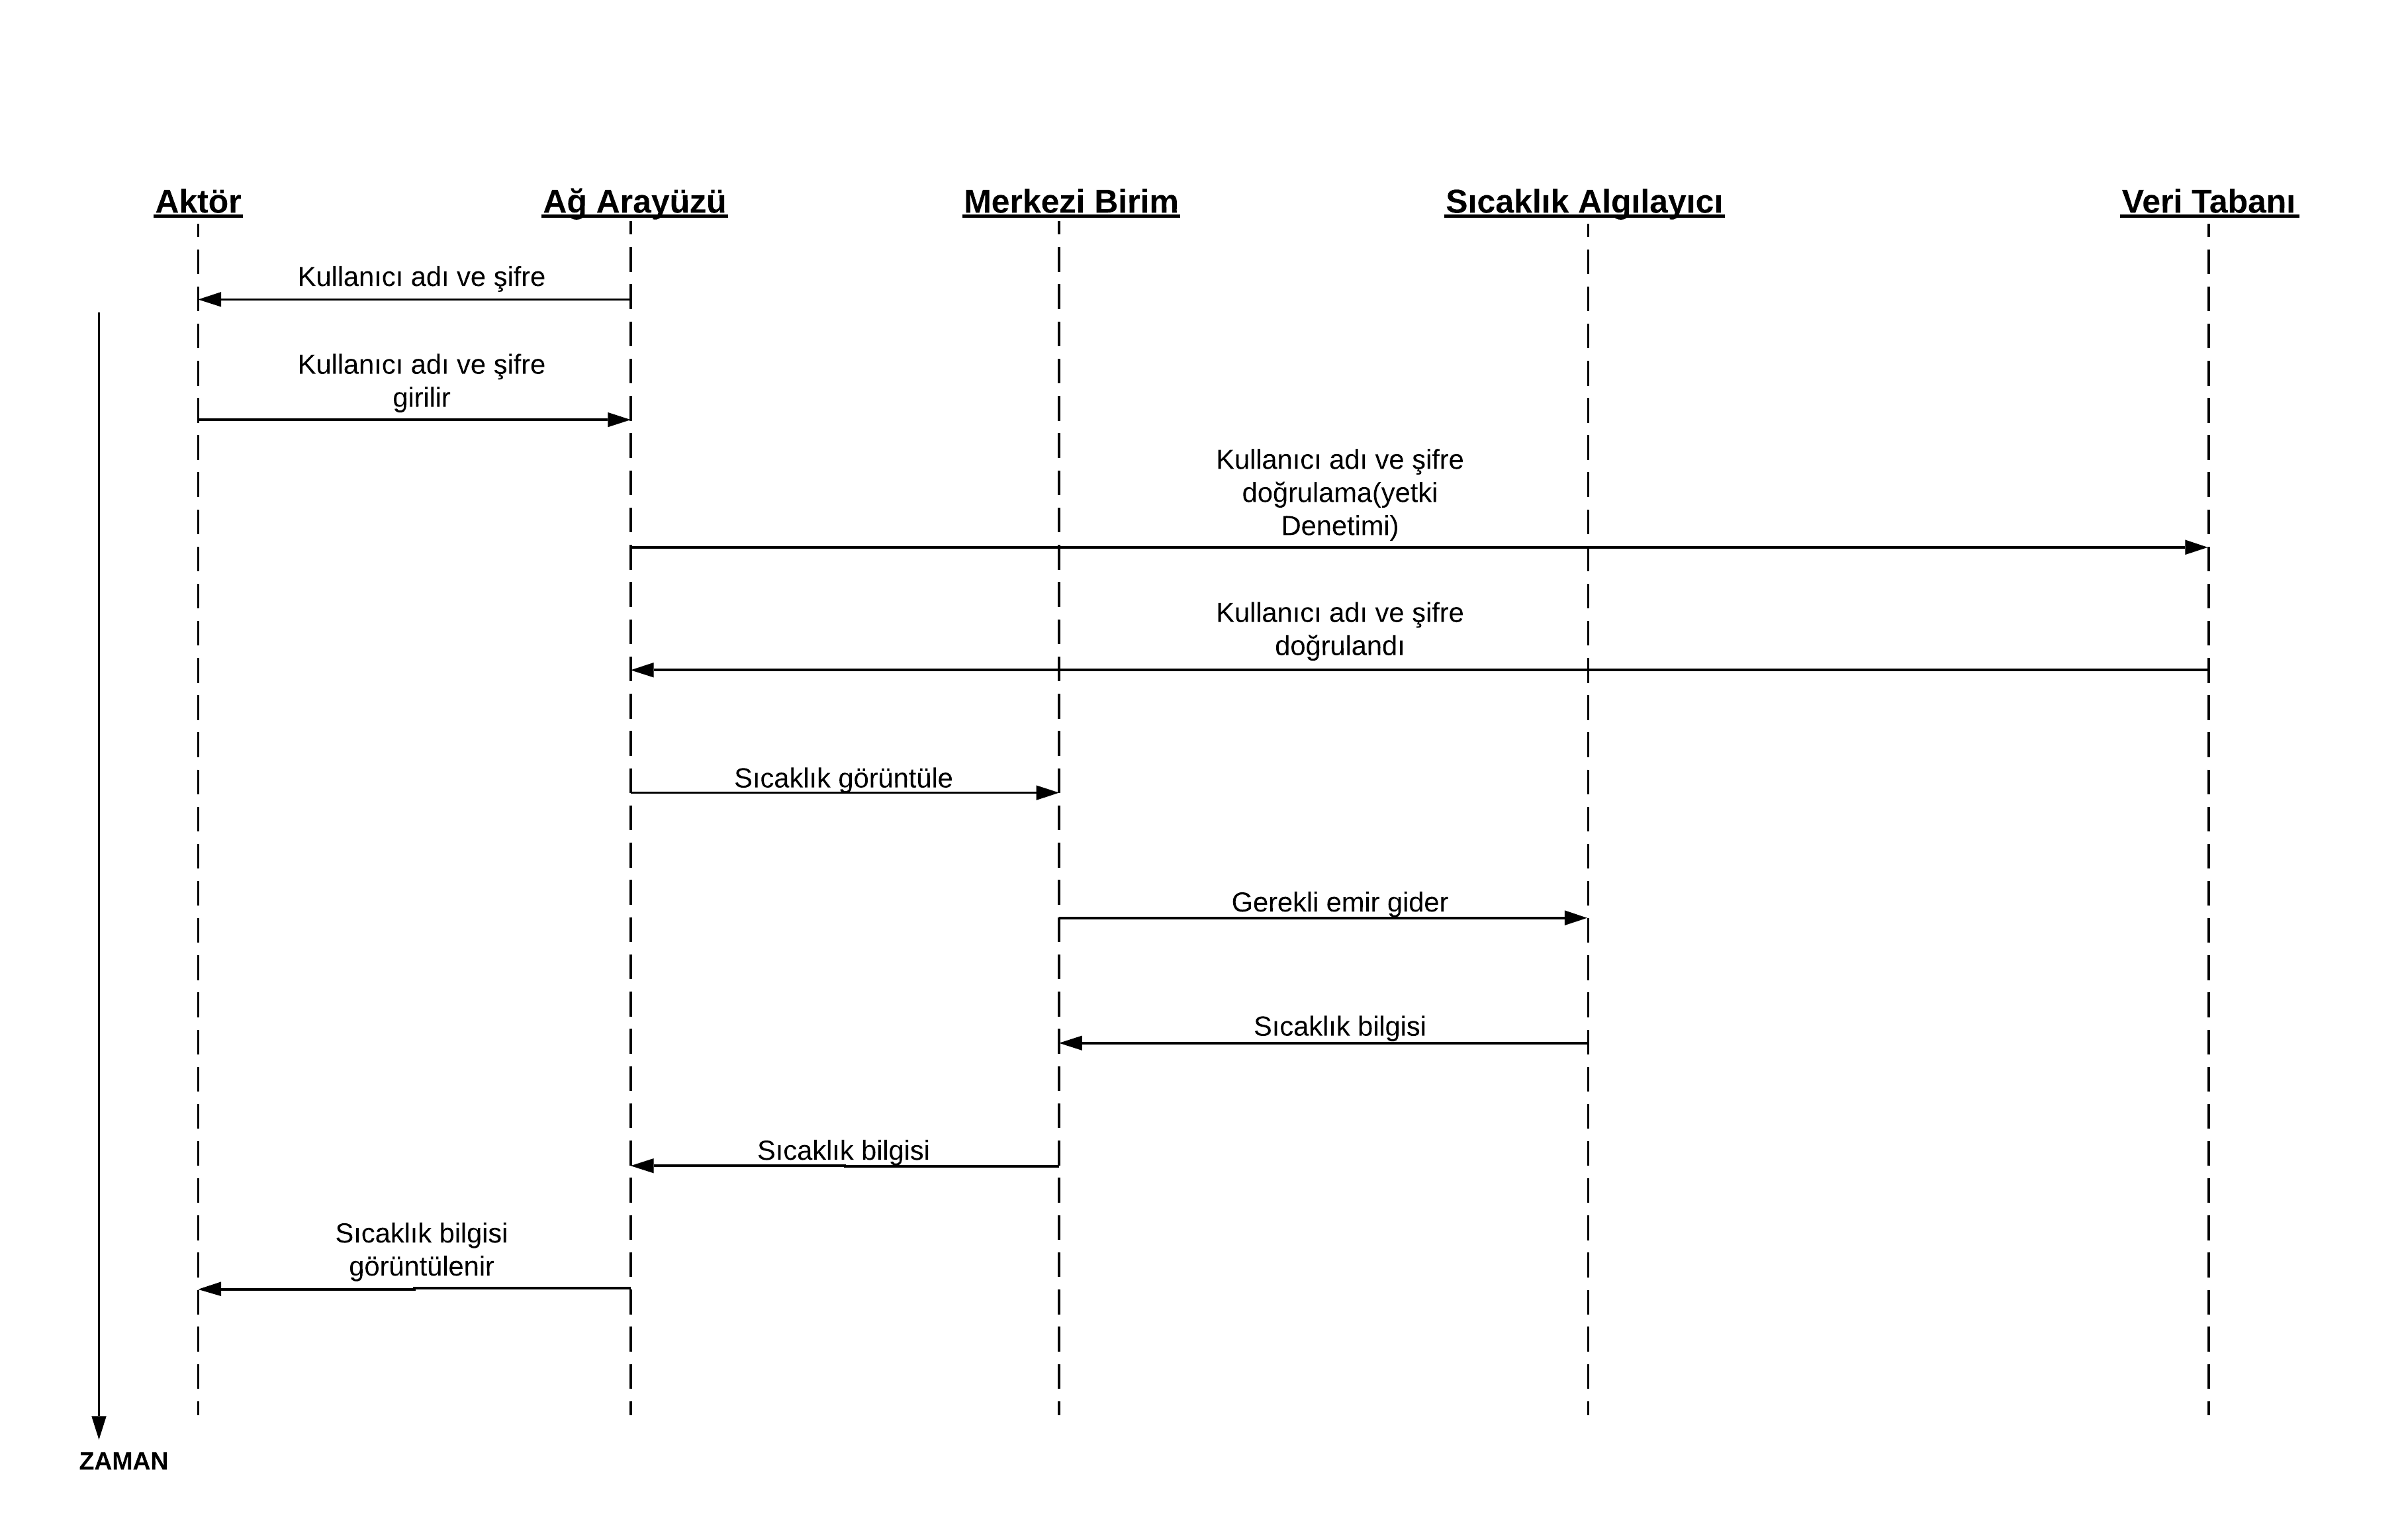 Aktör
Ağ Arayüzü
Merkezi Birim
Sıcaklık Algılayıcı
Veri Tabanı
Kullanıcı adı ve şifre
Kullanıcı adı ve şifre
girilir
Kullanıcı adı ve şifre
doğrulama(yetki
Denetimi)
Kullanıcı adı ve şifre
doğrulandı
Sıcaklık görüntüle
Gerekli emir gider
Sıcaklık bilgisi
Sıcaklık bilgisi
Sıcaklık bilgisi
görüntülenir
ZAMAN